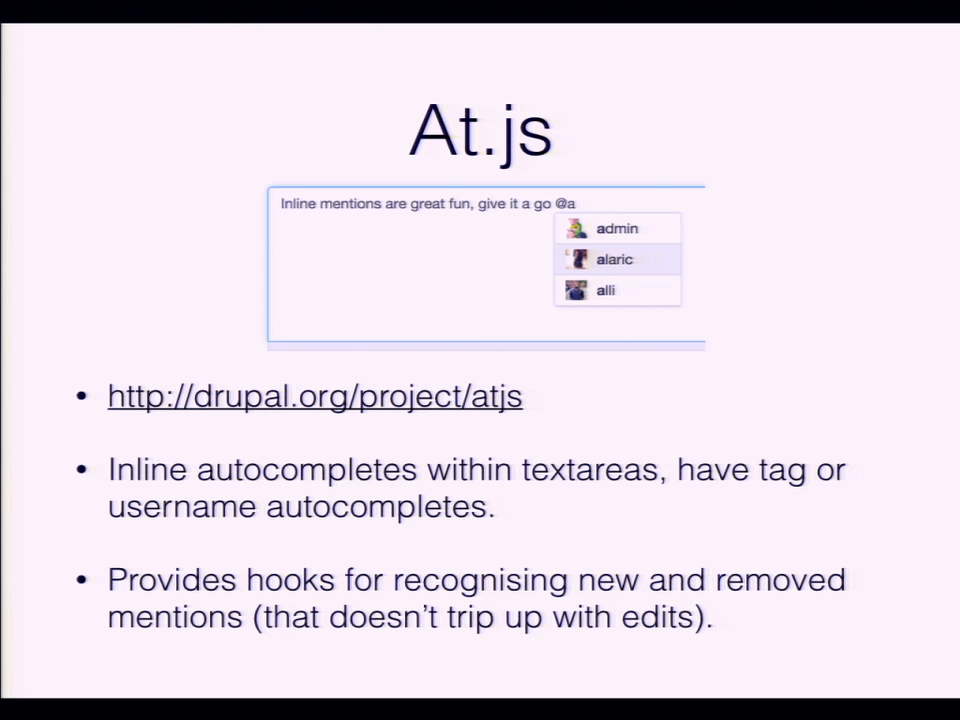 At.js
Inline mentions are great fun, give it a go @a
admin
alaric
alli
• http://drupal.org/project/atjs
• Inline autocompletes within textareas, have tag or
username autocompletes.
• Provides hooks for recognising new and removed
mentions (that doesn’t trip up with edits).